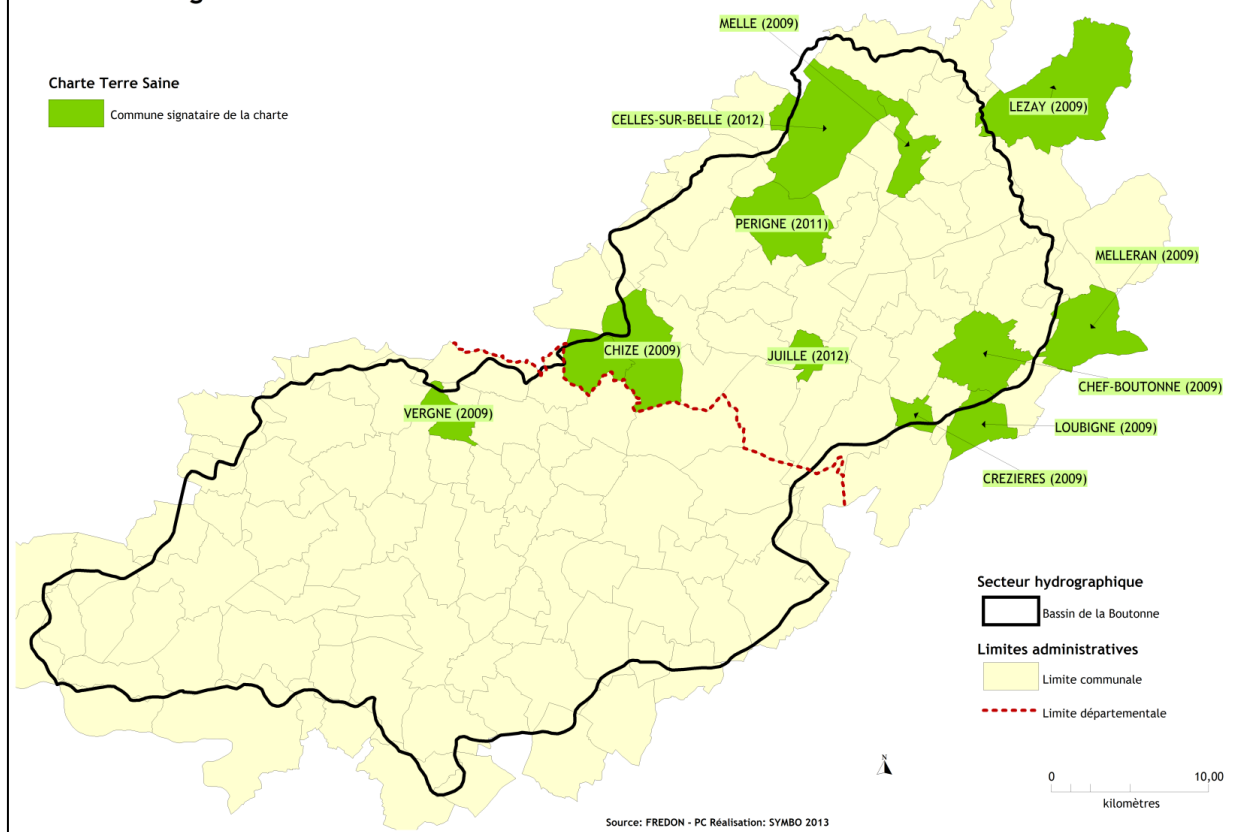 Charte Terre Saine
Commune signataire de la charte
MELLE (2009)
CELLES-SUR-BELLE (2012)
LEZAY (2009)
PERIGNE (2011)
MELLERAN (2009)
CHIZE (2009)
JUILLE (2012)
CHEF-BOUTONNE (2009)
VERGNE (2009)
LOUBIGNE (2009)
CREZIERES (2009)
Secteur hydrographique
Bassin de la Boutonne
Limites administratives
Limite communale
Limite départementale
N
0 10,00
kilomètres
Source: FREDON - PC Réalisation: SYMBO 2013